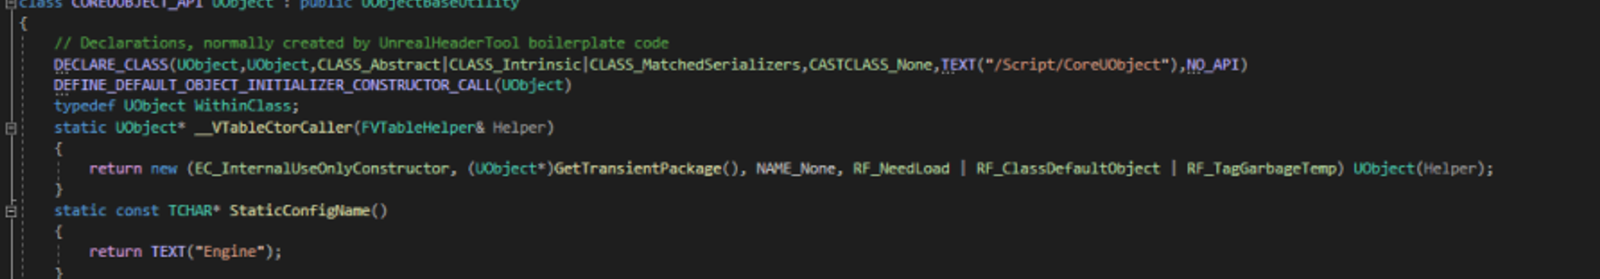 class COREUOBJECT_API UObject : public UObjectBaseUtility
{
// Declarations, normally created by UnrealHeaderTool boilerplate code
DECLARE_CLASS(UObject,UObject,CLASS_Abstract|CLASS_Intrinsic|CLASS_MatchedSerializers,CASTCLASS_None,TEXT("/Script/CoreUObject"),NO_API)
DEFINE_DEFAULT_OBJECT_INITIALIZER_CONSTRUCTOR_CALL(UObject)
typedef UObject WithinClass;
static UObject* __VTableCtorCaller(FVTableHelper& Helper)
{
return new (EC_InternalUseOnlyConstructor, (UObject*)GetTransientPackage(), NAME_None, RF_NeedLoad | RF_ClassDefaultObject | RF_TagGarbageTemp) UObject(Helper);
}
static const TCHAR* StaticConfigName()
{
return TEXT("Engine");
}